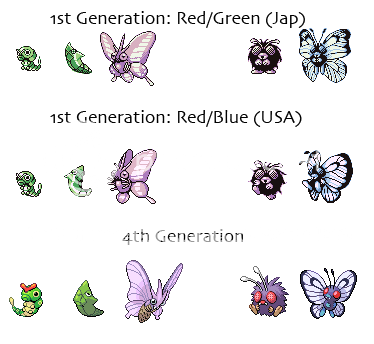 1st Generation: Red/Green (Jap)
1st Generation: Red/Blue (USA)
4th Generation